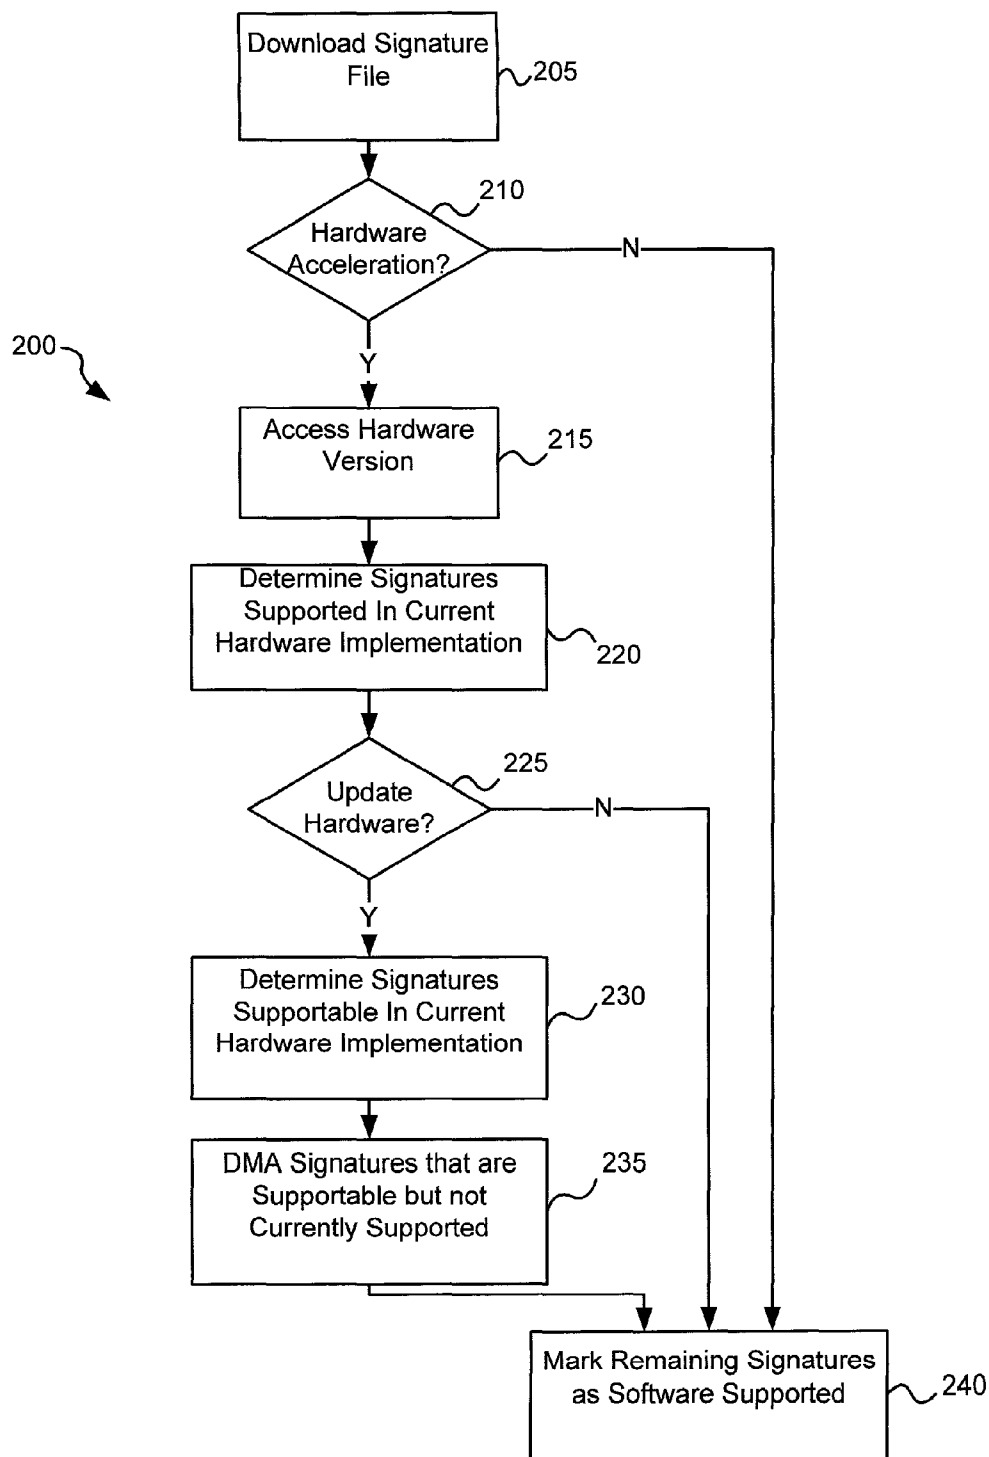 Download Signature
File
205
210
Hardware
Acceleration?
N
200
Y
Access Hardware
Version
215
Determine Signatures
Supported In Current
Hardware Implementation
220
225
Update
Hardware?
N
Y
Determine Signatures
Supportable In Current
Hardware Implementation
230
DMA Signatures that are
Supportable but not
Currently Supported
235
Mark Remaining Signatures
as Software Supported
240